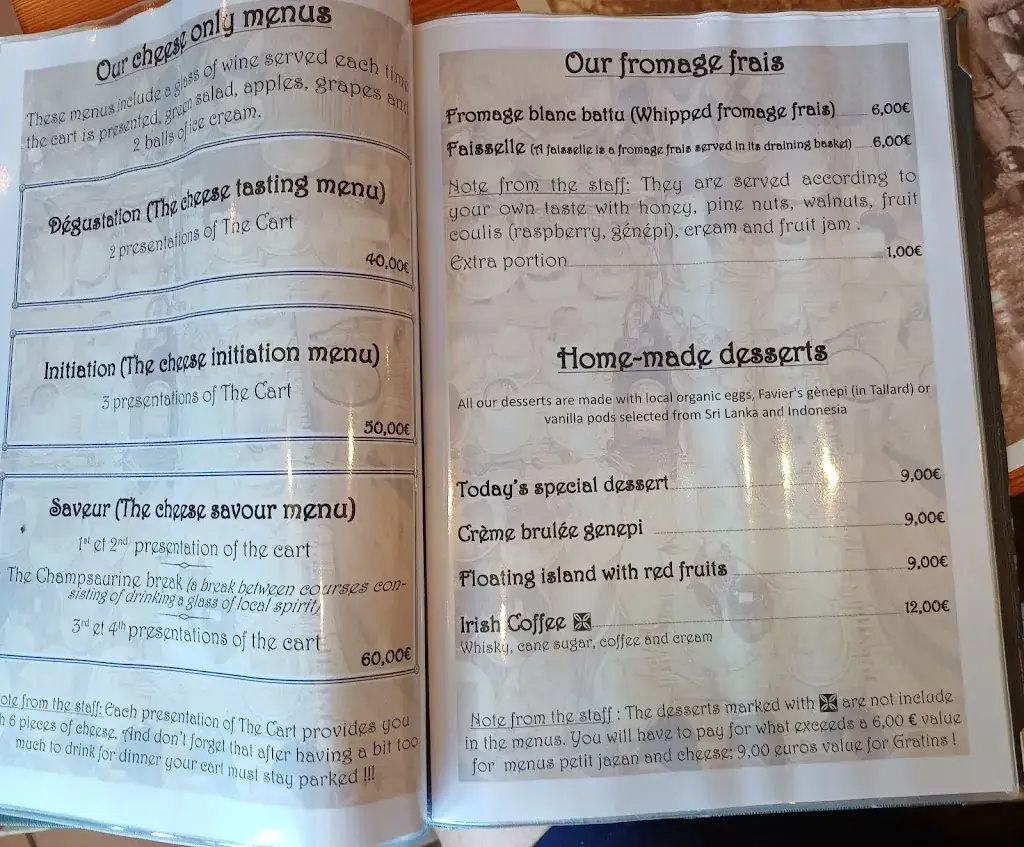 Our cheese only menus
These menus include a glass of wine served each time
the cart is presented, green salad, apples, grapes and
2 balls of ice cream.
Dégustation (The cheese tasting menu)
2 presentations of The Cart
40,00€
Initiation (The cheese initiation menu)
3 presentations of The Cart
50,00€
Saveur (The cheese savour menu)
1st et 2nd presentation of the cart
The Champsaurine break (a break between courses con-
sisting of drinking a glass of local spirit)
3rd et 4th presentations of the cart
60,00€
ote from the staff: Each presentation of The Cart provides you
h 6 pieces of cheese. And don't forget that after having a bit too
much to drink for dinner your cart must stay parked !!!
Our fromage frais
Fromage blanc battu (Whipped fromage frais) 6,00€
Faisselle (A faisselle is a fromage frais served in its draining basket) 6,00€
Note from the staff: They are served according to
your own taste with honey, pine nuts, walnuts, fruit
coulis (raspberry, génépi), cream and fruit jam .
Extra portion 1,00€
Home-made desserts
All our desserts are made with local organic eggs, Favier's gènepi (in Tallard) or
vanilla pods selected from Sri Lanka and Indonesia
Today's special dessert 9,00€
Crème brulée genepi 9,00€
Floating island with red fruits 9,00€
Irish Coffee ✠ 12,00€
Whisky, cane sugar, coffee and cream
Note from the staff : The desserts marked with ✠ are not include
in the menus. You will have to pay for what exceeds a 6,00 € value
for menus petit jaean and cheese; 9,00 euros value for Gratins !